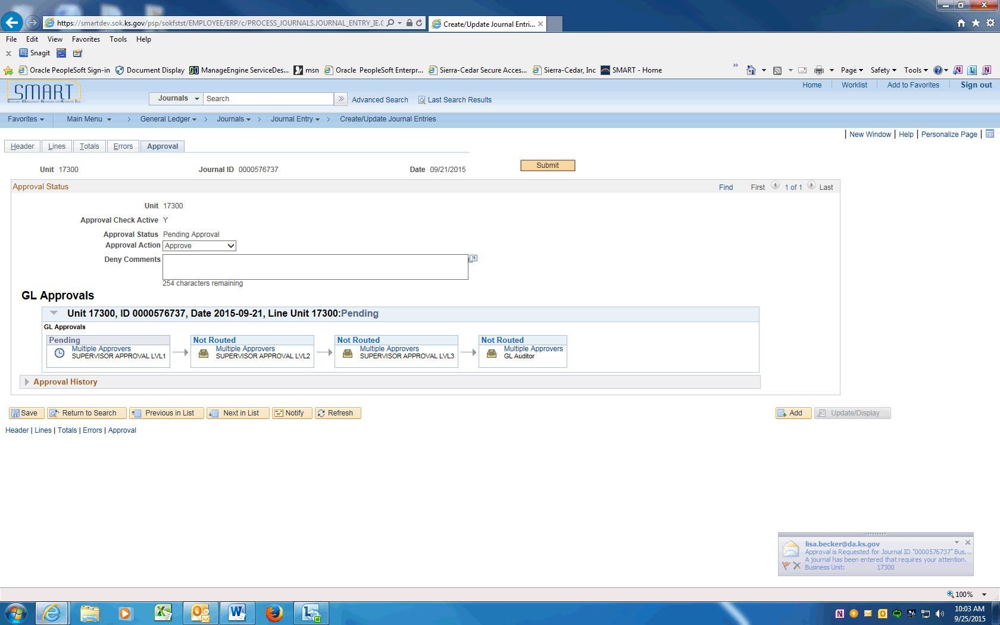 https://smartdev.sok.ks.gov/psp/sokfstst/EMPLOYEE/ERP/c/PROCESS_JOURNALS.JOURNAL_ENTRY_IE.G
Create/Update Journal Entri...
File Edit View Favorites Tools Help
x Snagit
Oracle PeopleSoft Sign-in Document Display ManageEngine ServiceDes... msn Oracle PeopleSoft Enterpr... Sierra-Cedar Secure Acces... Sierra-Cedar, Inc SMART - Home » Page Safety Tools
SMART
Home Worklist Add to Favorites Sign out
Journals Search » Advanced Search Last Search Results
Favorites Main Menu > General Ledger > Journals > Journal Entry > Create/Update Journal Entries
New Window | Help | Personalize Page |
Header Lines Totals Errors Approval
Unit 17300 Journal ID 0000576737 Date 09/21/2015 Submit
Approval Status Find First 1 of 1 Last
Unit 17300
Approval Check Active Y
Approval Status Pending Approval
Approval Action Approve
Deny Comments
254 characters remaining
GL Approvals
Unit 17300, ID 0000576737, Date 2015-09-21, Line Unit 17300:Pending
GL Approvals
Pending Not Routed Not Routed Not Routed
Multiple Approvers Multiple Approvers Multiple Approvers Multiple Approvers
SUPERVISOR APPROVAL LVL1 SUPERVISOR APPROVAL LVL2 SUPERVISOR APPROVAL LVL3 GL Auditor
Approval History
Save Return to Search Previous in List Next in List Notify Refresh Add Update/Display
Header | Lines | Totals | Errors | Approval
lisa.becker@da.ks.gov
Approval is Requested for Journal ID "0000576737" Bus...
A journal has been entered that requires your attention.
Business Unit: 17300
100%
10:03 AM
9/25/2015